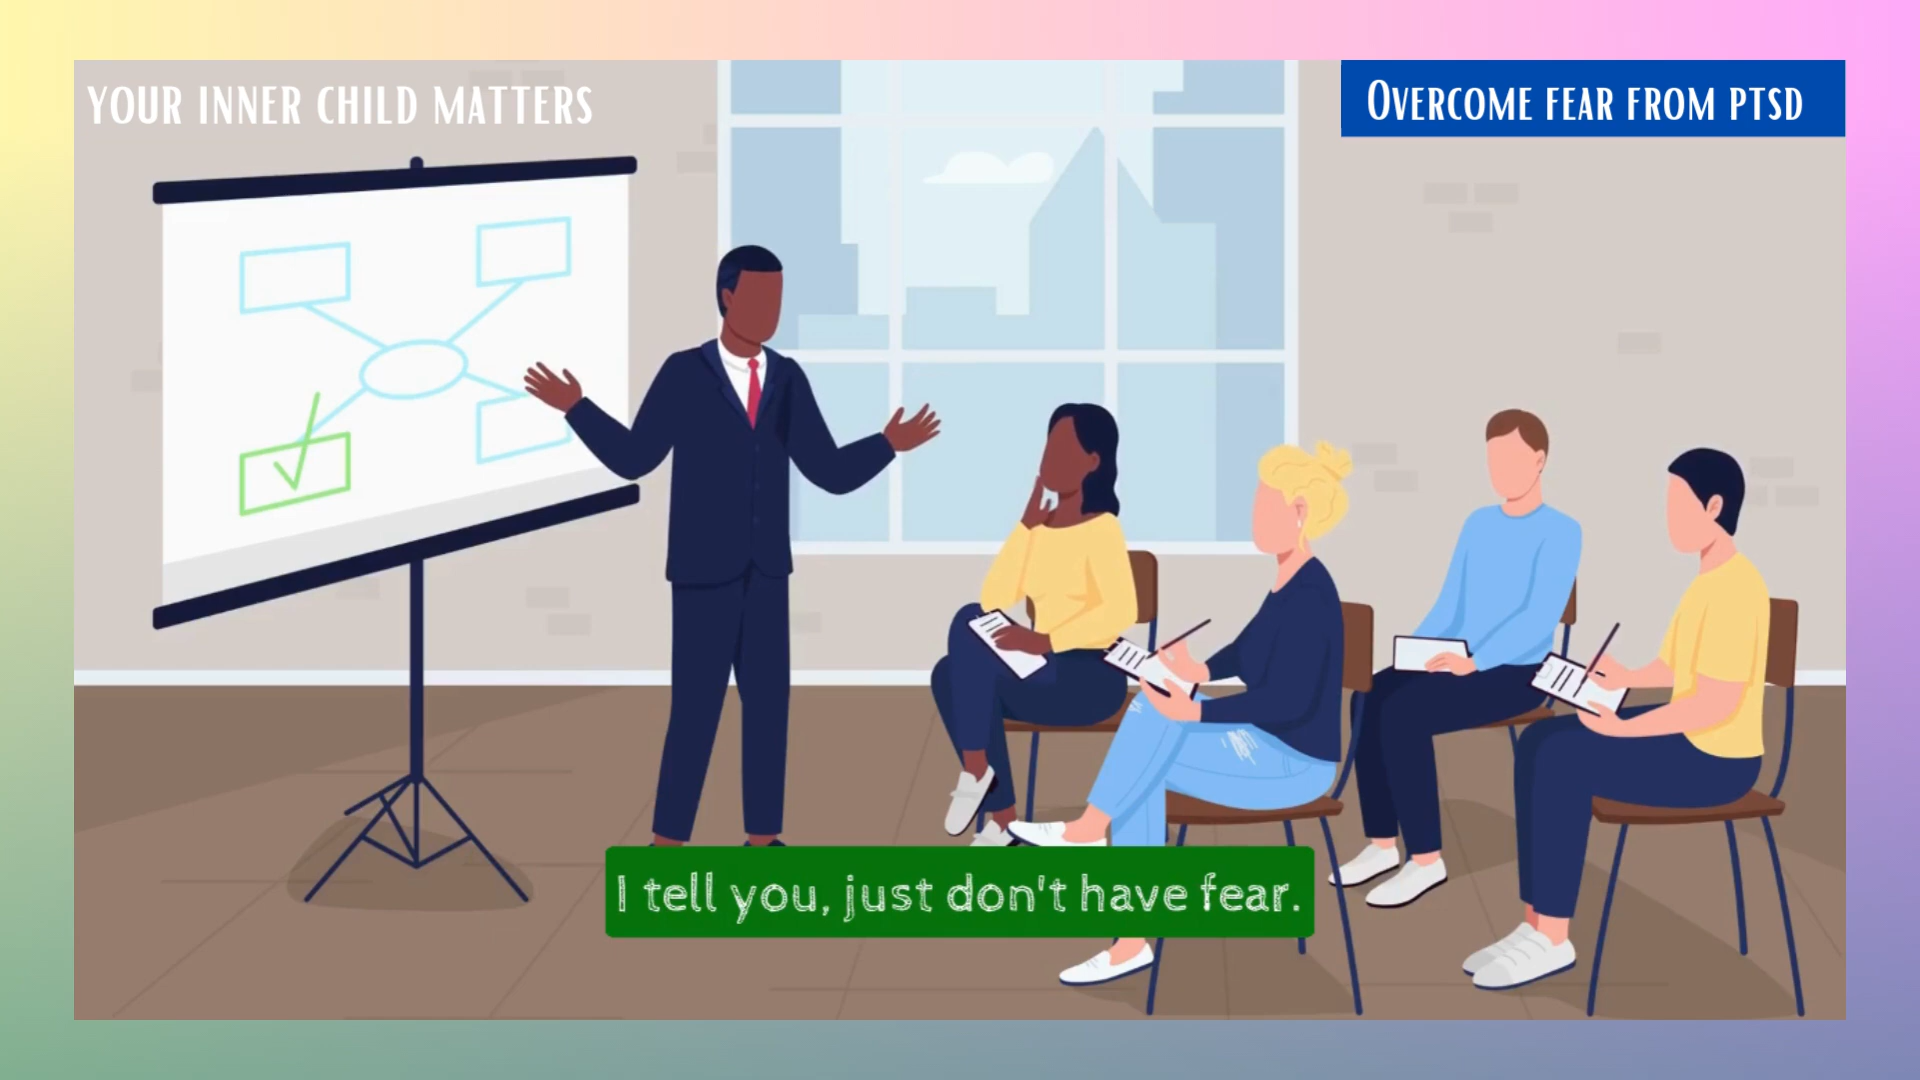 YOUR INNER CHILD MATTERS
OVERCOME FEAR FROM PTSD
I tell you, just don't have fear.